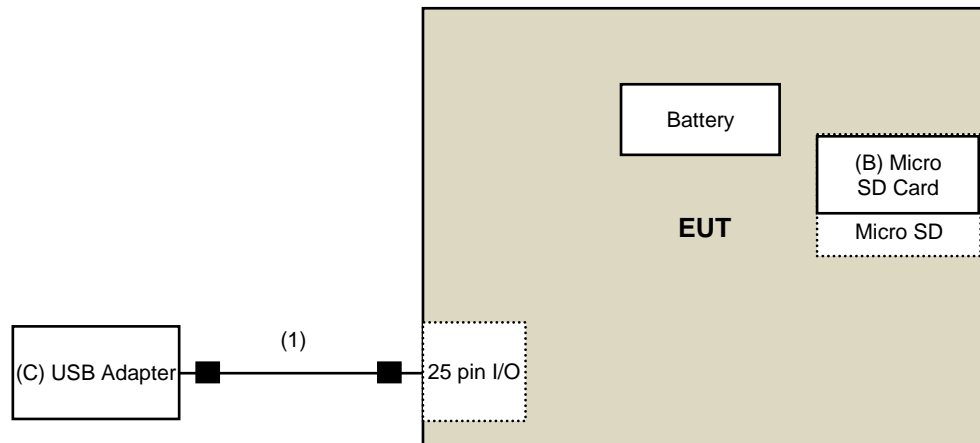 Battery
(B) Micro
SD Card
EUT
Micro SD
(1)
(C) USB Adapter
25 pin I/O